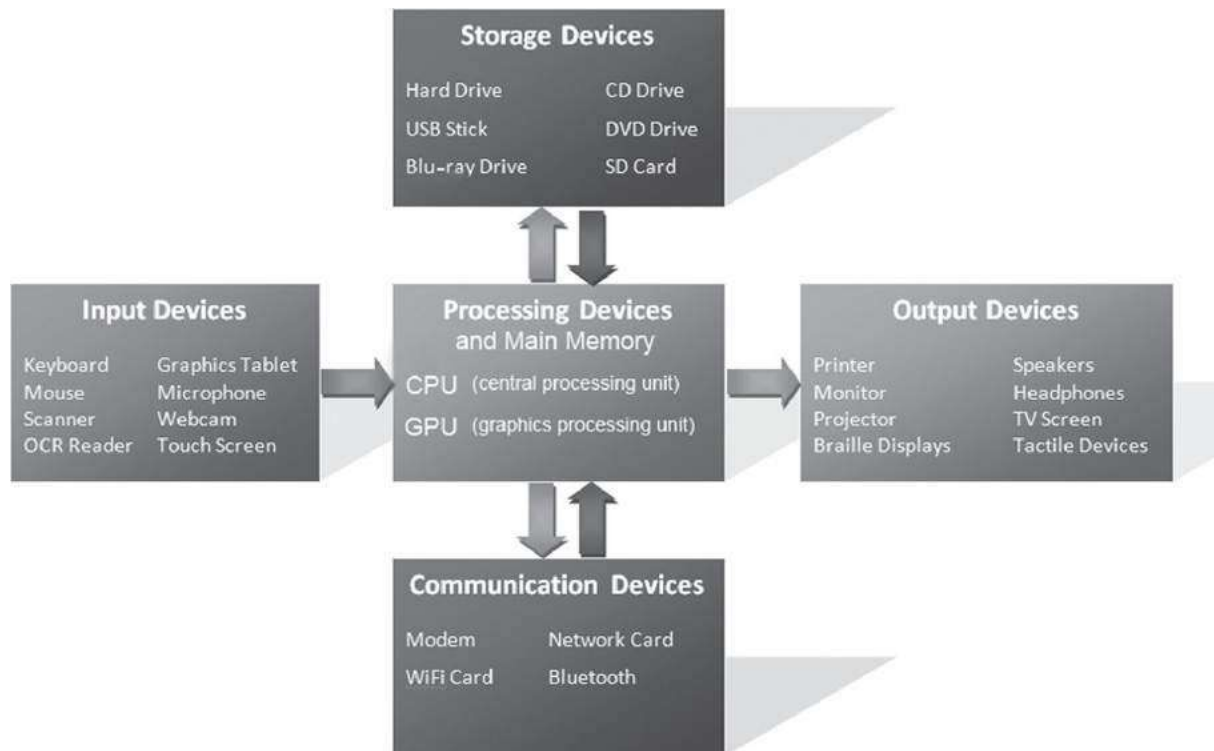 Storage Devices
Hard Drive CD Drive
USB Stick DVD Drive
Blu-ray Drive SD Card
Input Devices
Keyboard Graphics Tablet
Mouse Microphone
Scanner Webcam
OCR Reader Touch Screen
Processing Devices
and Main Memory
CPU (central processing unit)
GPU (graphics processing unit)
Output Devices
Printer Speakers
Monitor Headphones
Projector TV Screen
Braille Displays Tactile Devices
Communication Devices
Modem Network Card
WiFi Card Bluetooth